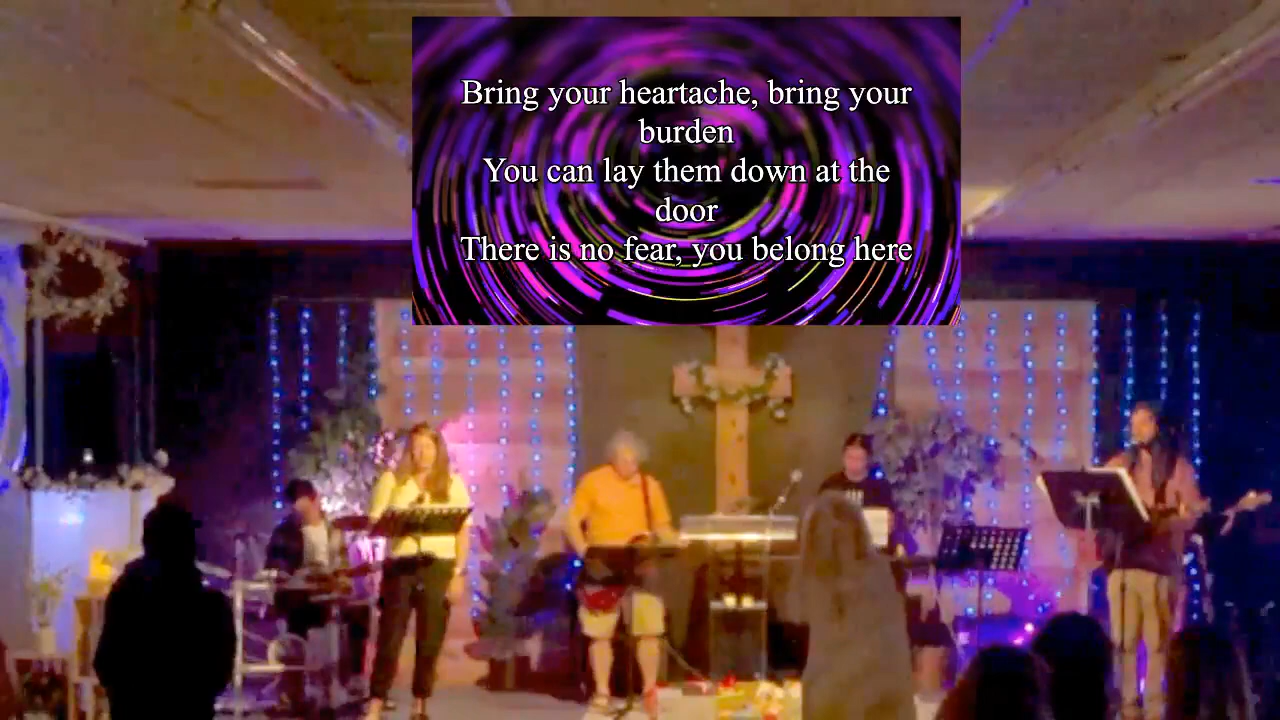 Bring your heartache, bring your
burden
You can lay them down at the
door
There is no fear, you belong here